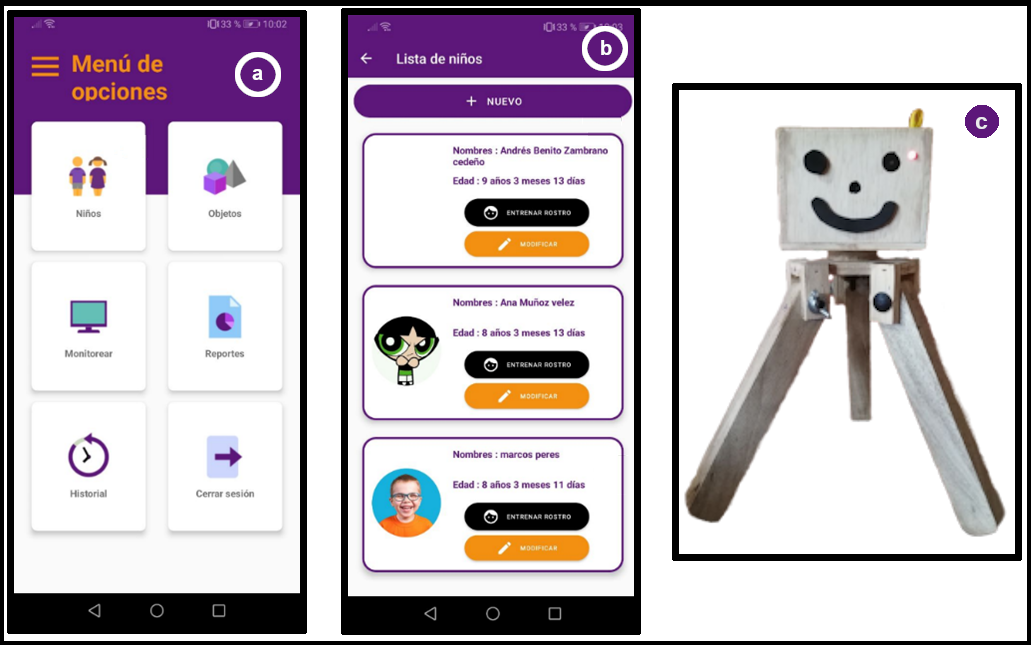 33 % 10:02
Menú de
opciones
a
Niños
Objetos
Monitorear
Reportes
Historial
Cerrar sesión
33 %
b
Lista de niños
+ NUEVO
Nombres : Andrés Benito Zambrano
cedeño
Edad : 9 años 3 meses 13 días
ENTRENAR ROSTRO
MODIFICAR
Nombres : Ana Muñoz velez
Edad : 8 años 3 meses 13 días
ENTRENAR ROSTRO
MODIFICAR
Nombres : marcos peres
Edad : 8 años 3 meses 11 días
ENTRENAR ROSTRO
MODIFICAR
c